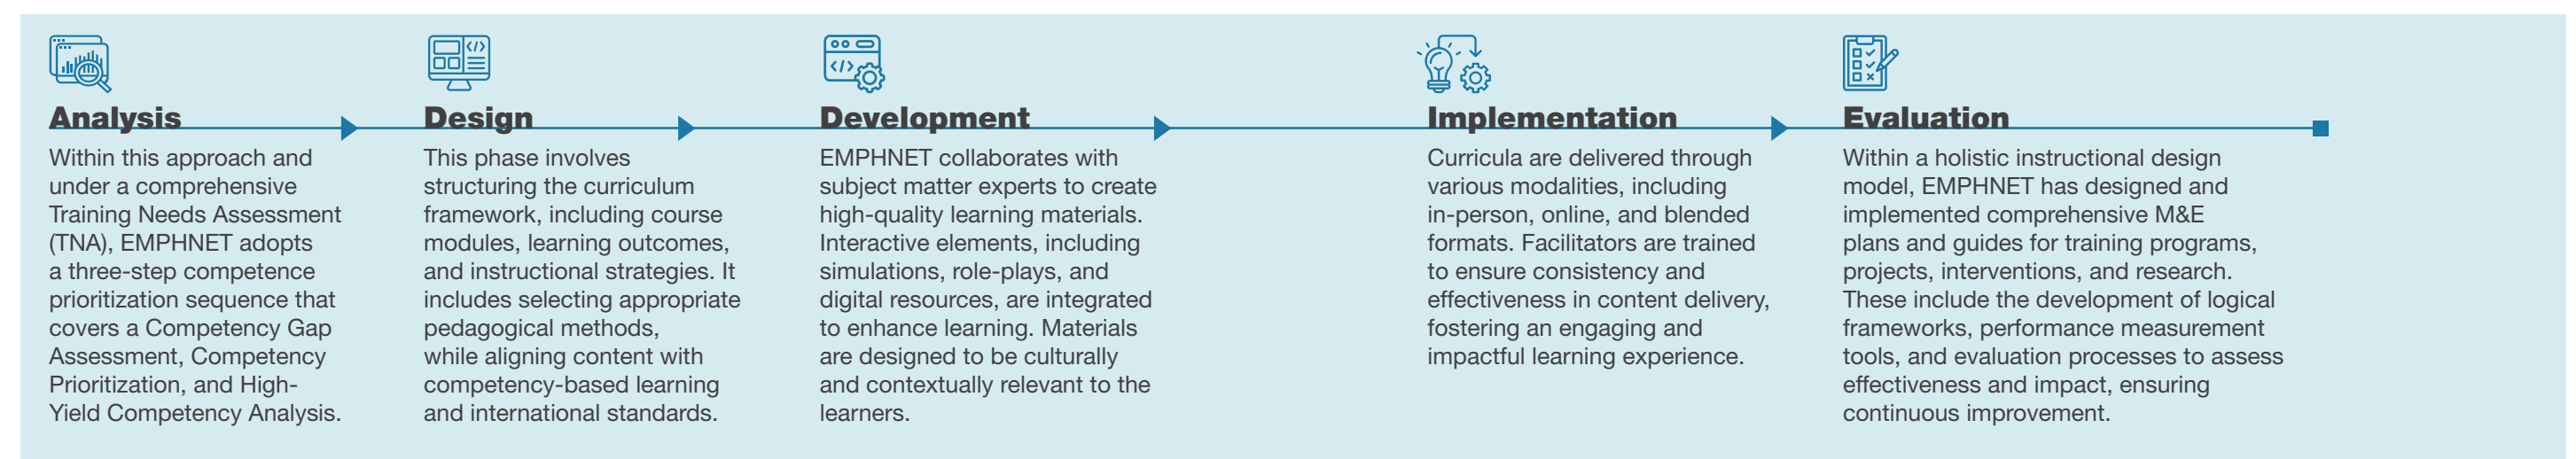 Analysis
Within this approach and
under a comprehensive
Training Needs Assessment
(TNA), EMPHNET adopts
a three-step competence
prioritization sequence that
covers a Competency Gap
Assessment, Competency
Prioritization, and High-
Yield Competency Analysis.
Design
This phase involves
structuring the curriculum
framework, including course
modules, learning outcomes,
and instructional strategies. It
includes selecting appropriate
pedagogical methods,
while aligning content with
competency-based learning
and international standards.
Development
EMPHNET collaborates with
subject matter experts to create
high-quality learning materials.
Interactive elements, including
simulations, role-plays, and
digital resources, are integrated
to enhance learning. Materials
are designed to be culturally
and contextually relevant to the
learners.
Implementation
Curricula are delivered through
various modalities, including
in-person, online, and blended
formats. Facilitators are trained
to ensure consistency and
effectiveness in content delivery,
fostering an engaging and
impactful learning experience.
Evaluation
Within a holistic instructional design
model, EMPHNET has designed and
implemented comprehensive M&E
plans and guides for training programs,
projects, interventions, and research.
These include the development of logical
frameworks, performance measurement
tools, and evaluation processes to assess
effectiveness and impact, ensuring
continuous improvement.